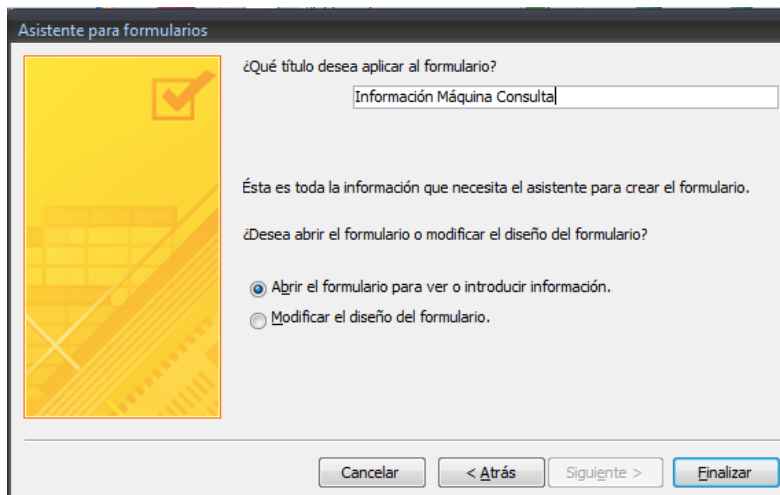 Asistente para formularios
¿Qué título desea aplicar al formulario?
Información Máquina Consulta
Ésta es toda la información que necesita el asistente para crear el formulario.
¿Desea abrir el formulario o modificar el diseño del formulario?
Abrir el formulario para ver o introducir información.
Modificar el diseño del formulario.
Cancelar < Atrás Siguiente > Finalizar